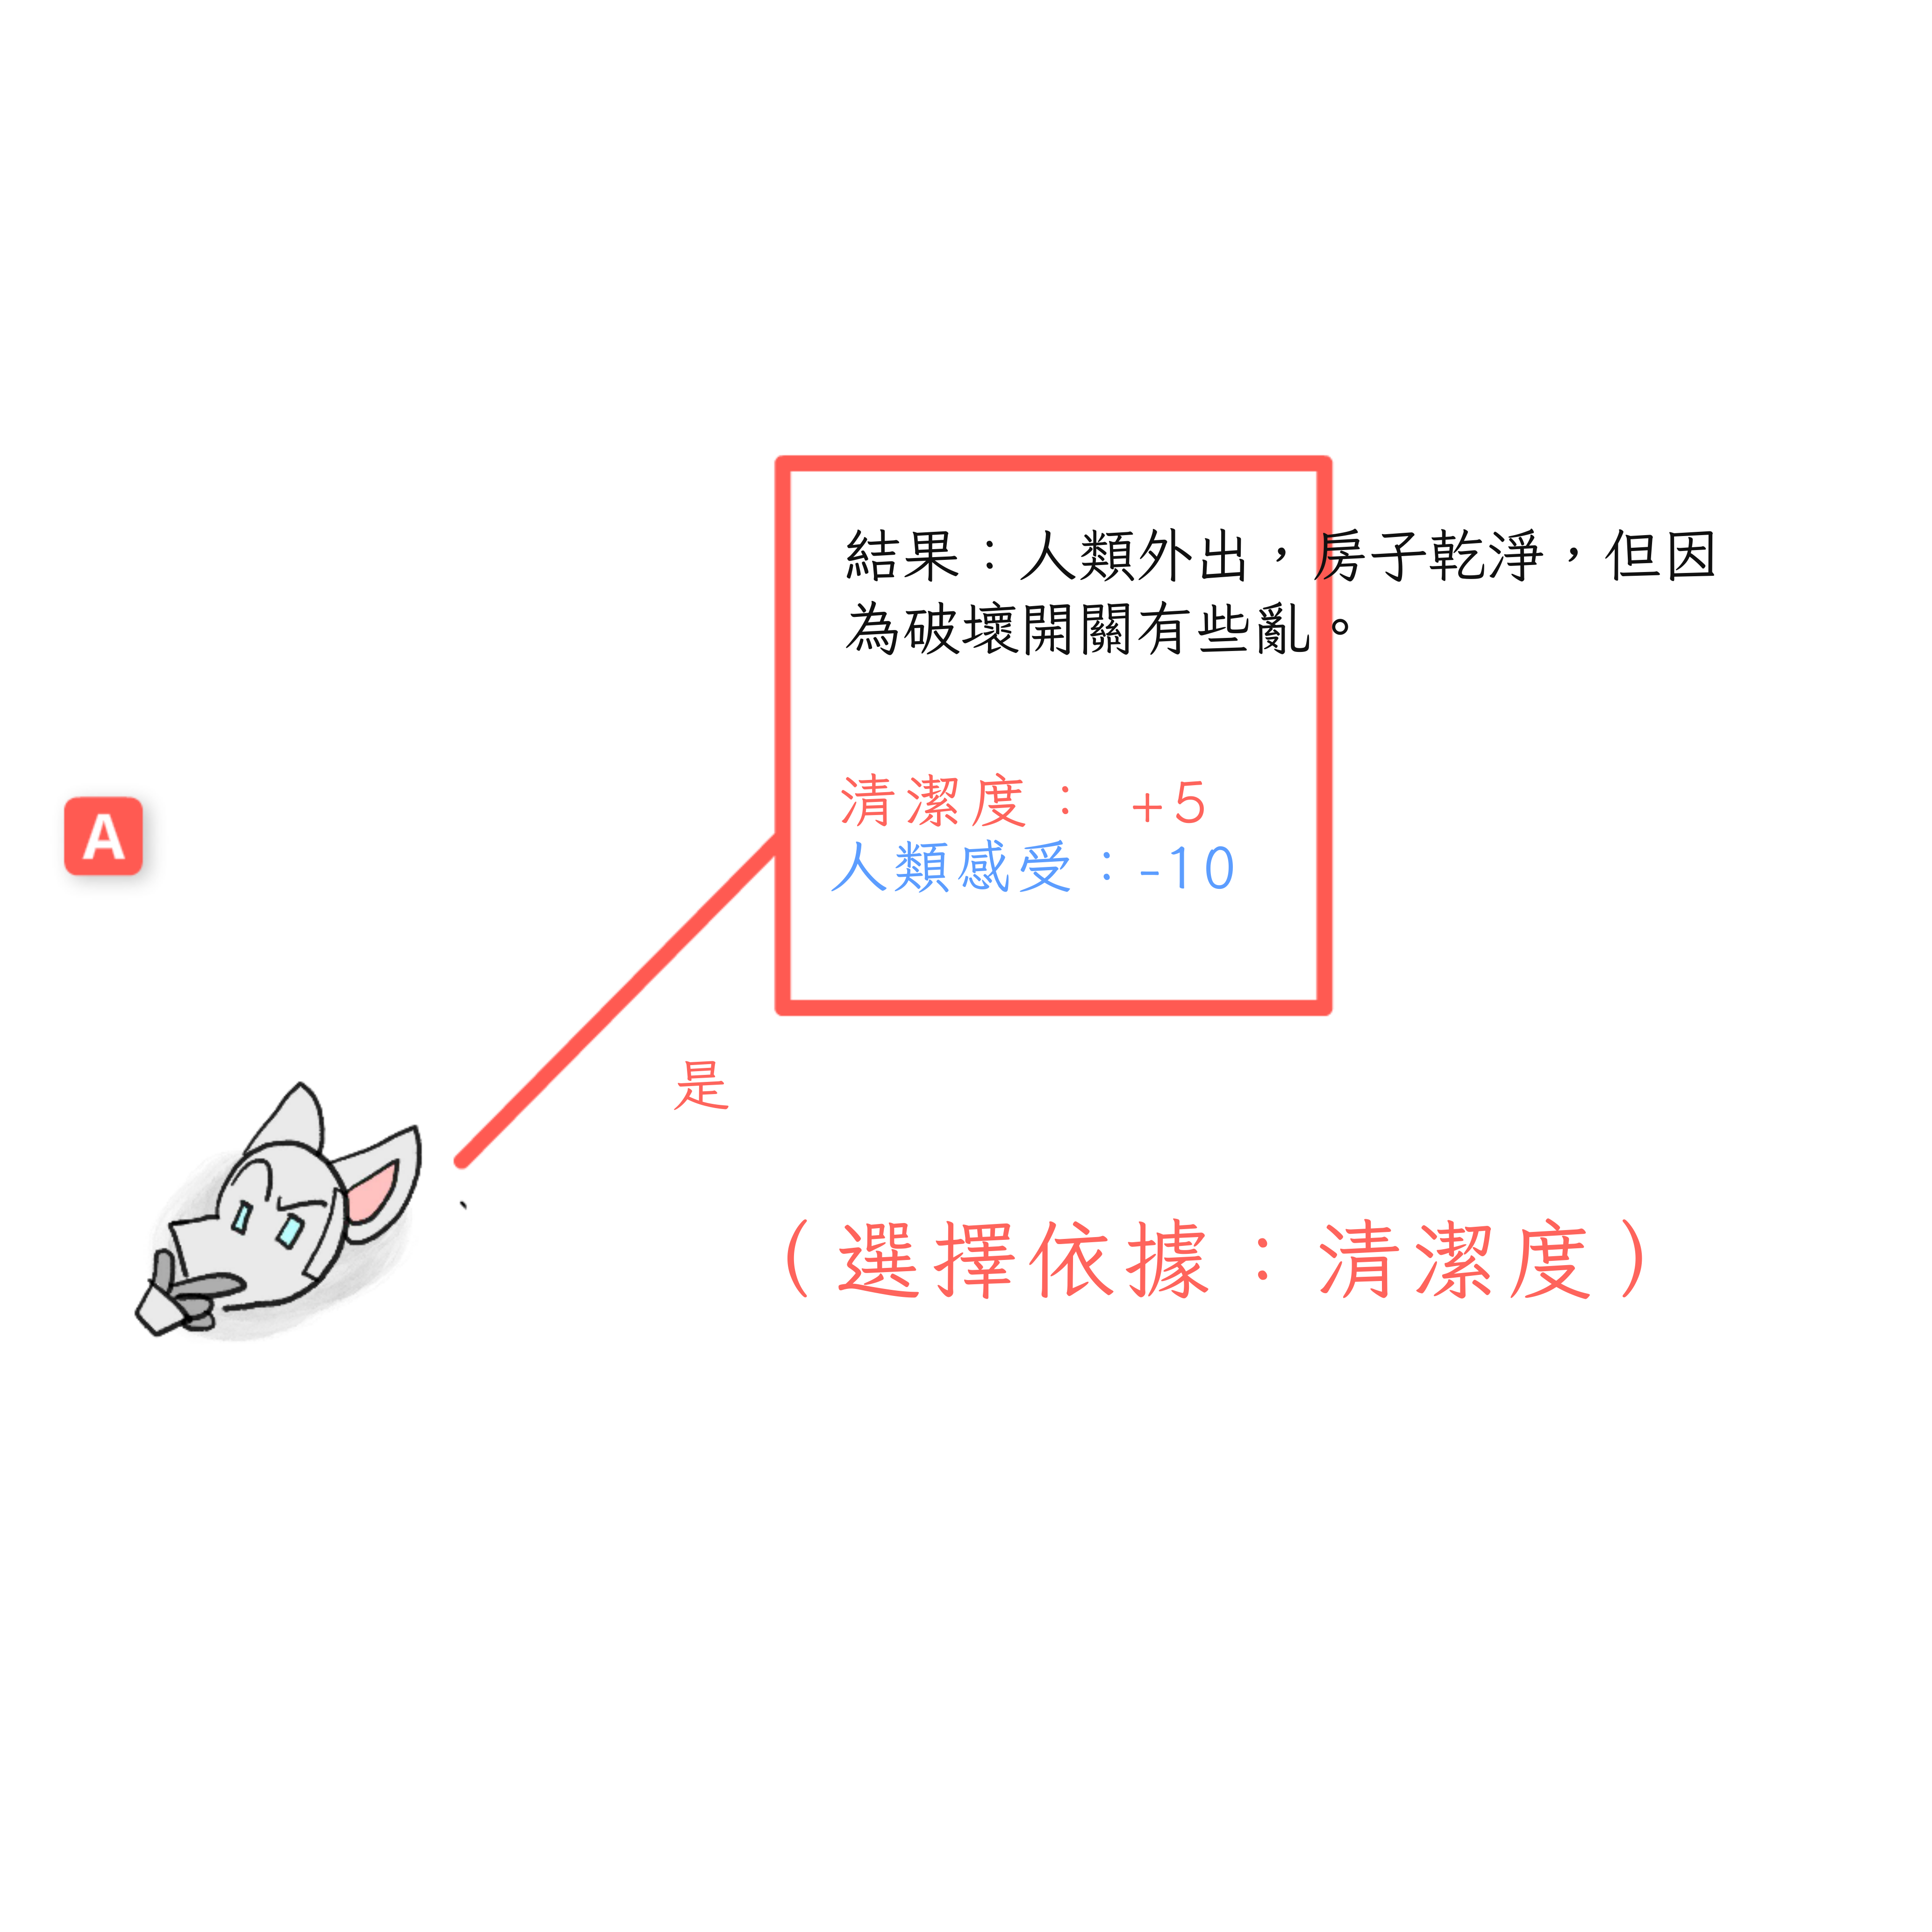 結果：人類外出，房子乾淨，但因
為破壞開關有些亂。
清潔度： +5
人類感受：-10
A
是
、
（選擇依據：清潔度）